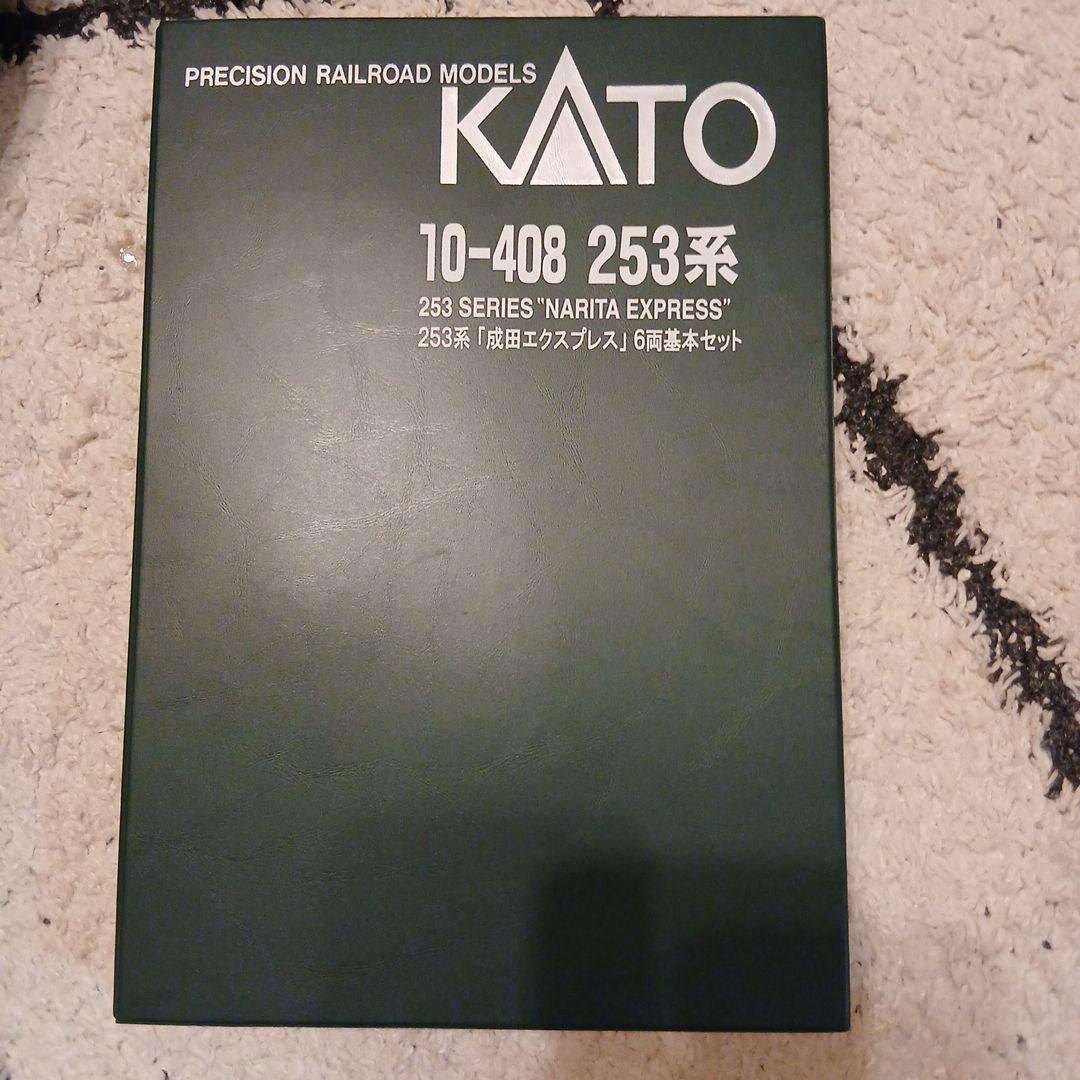 PRECISION RAILROAD MODELS
KATO
10-408 253系
253 SERIES "NARITA EXPRESS"
253系「成田エクスプレス」6両基本セット